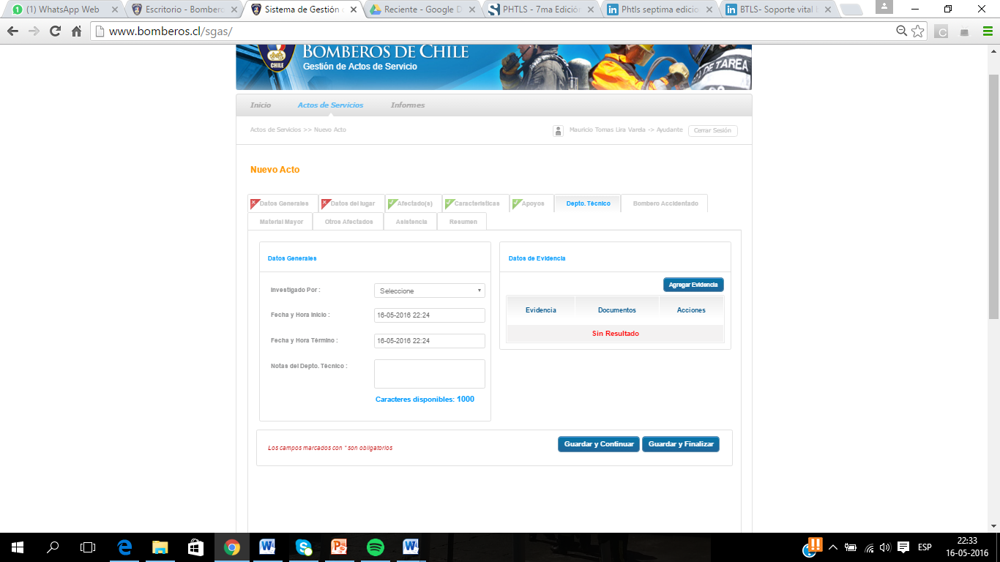 (1) WhatsApp Web
Escritorio - Bombero
Sistema de Gestión d
Reciente - Google D
PHTLS - 7ma Edición
Phtls septima edicio
BTLS- Soporte vital
www.bomberos.cl/sgas/
BOMBEROS DE CHILE
Gestión de Actos de Servicio
CHILE
DE TAREA
Inicio Actos de Servicios Informes
Actos de Servicios >> Nuevo Acto
Mauricio Tomas Lira Varela -> Ayudante Cerrar Sesión
Nuevo Acto
Datos Generales Datos del lugar Afectado(s) Características Apoyos Depto. Técnico Bombero Accidentado
Material Mayor Otros Afectados Asistencia Resumen
Datos Generales
Investigado Por : Seleccione
Fecha y Hora Inicio : 16-05-2016 22:24
Fecha y Hora Término : 16-05-2016 22:24
Notas del Depto. Técnico :
Caracteres disponibles: 1000
Datos de Evidencia
Agregar Evidencia
Evidencia Documentos Acciones
Sin Resultado
Los campos marcados con * son obligatorios
Guardar y Continuar Guardar y Finalizar
ESP
22:33
16-05-2016